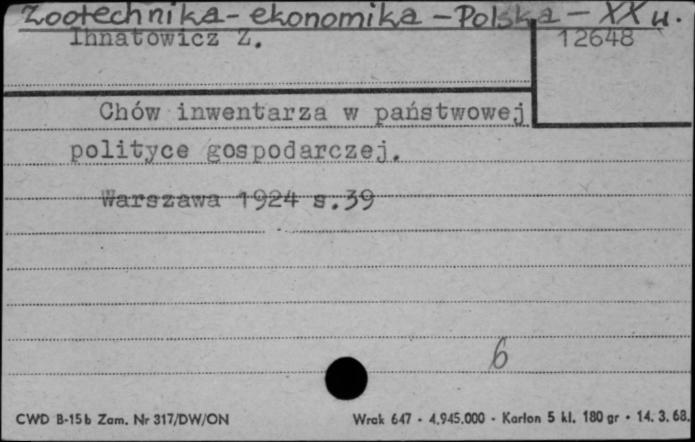 Zootechnika - ekonomika - Polska - XX w.
Ihnatowicz Z.
12648
Chów inwentarza w państwowej
polityce gospodarczej.
Warszawa 1924 s.39
6
CWD B-15b Zam. Nr 317/DW/ON
Wrak 647 - 4.945.000 - Karton 5 kl. 180 gr - 14. 3. 68.